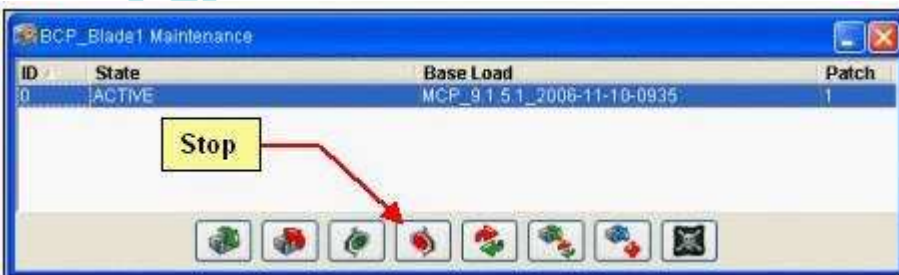 BCP_Blade1 Maintenance
ID State Base Load Patch
0 ACTIVE MCP_9.1.5.1_2006-11-10-0935 1
Stop